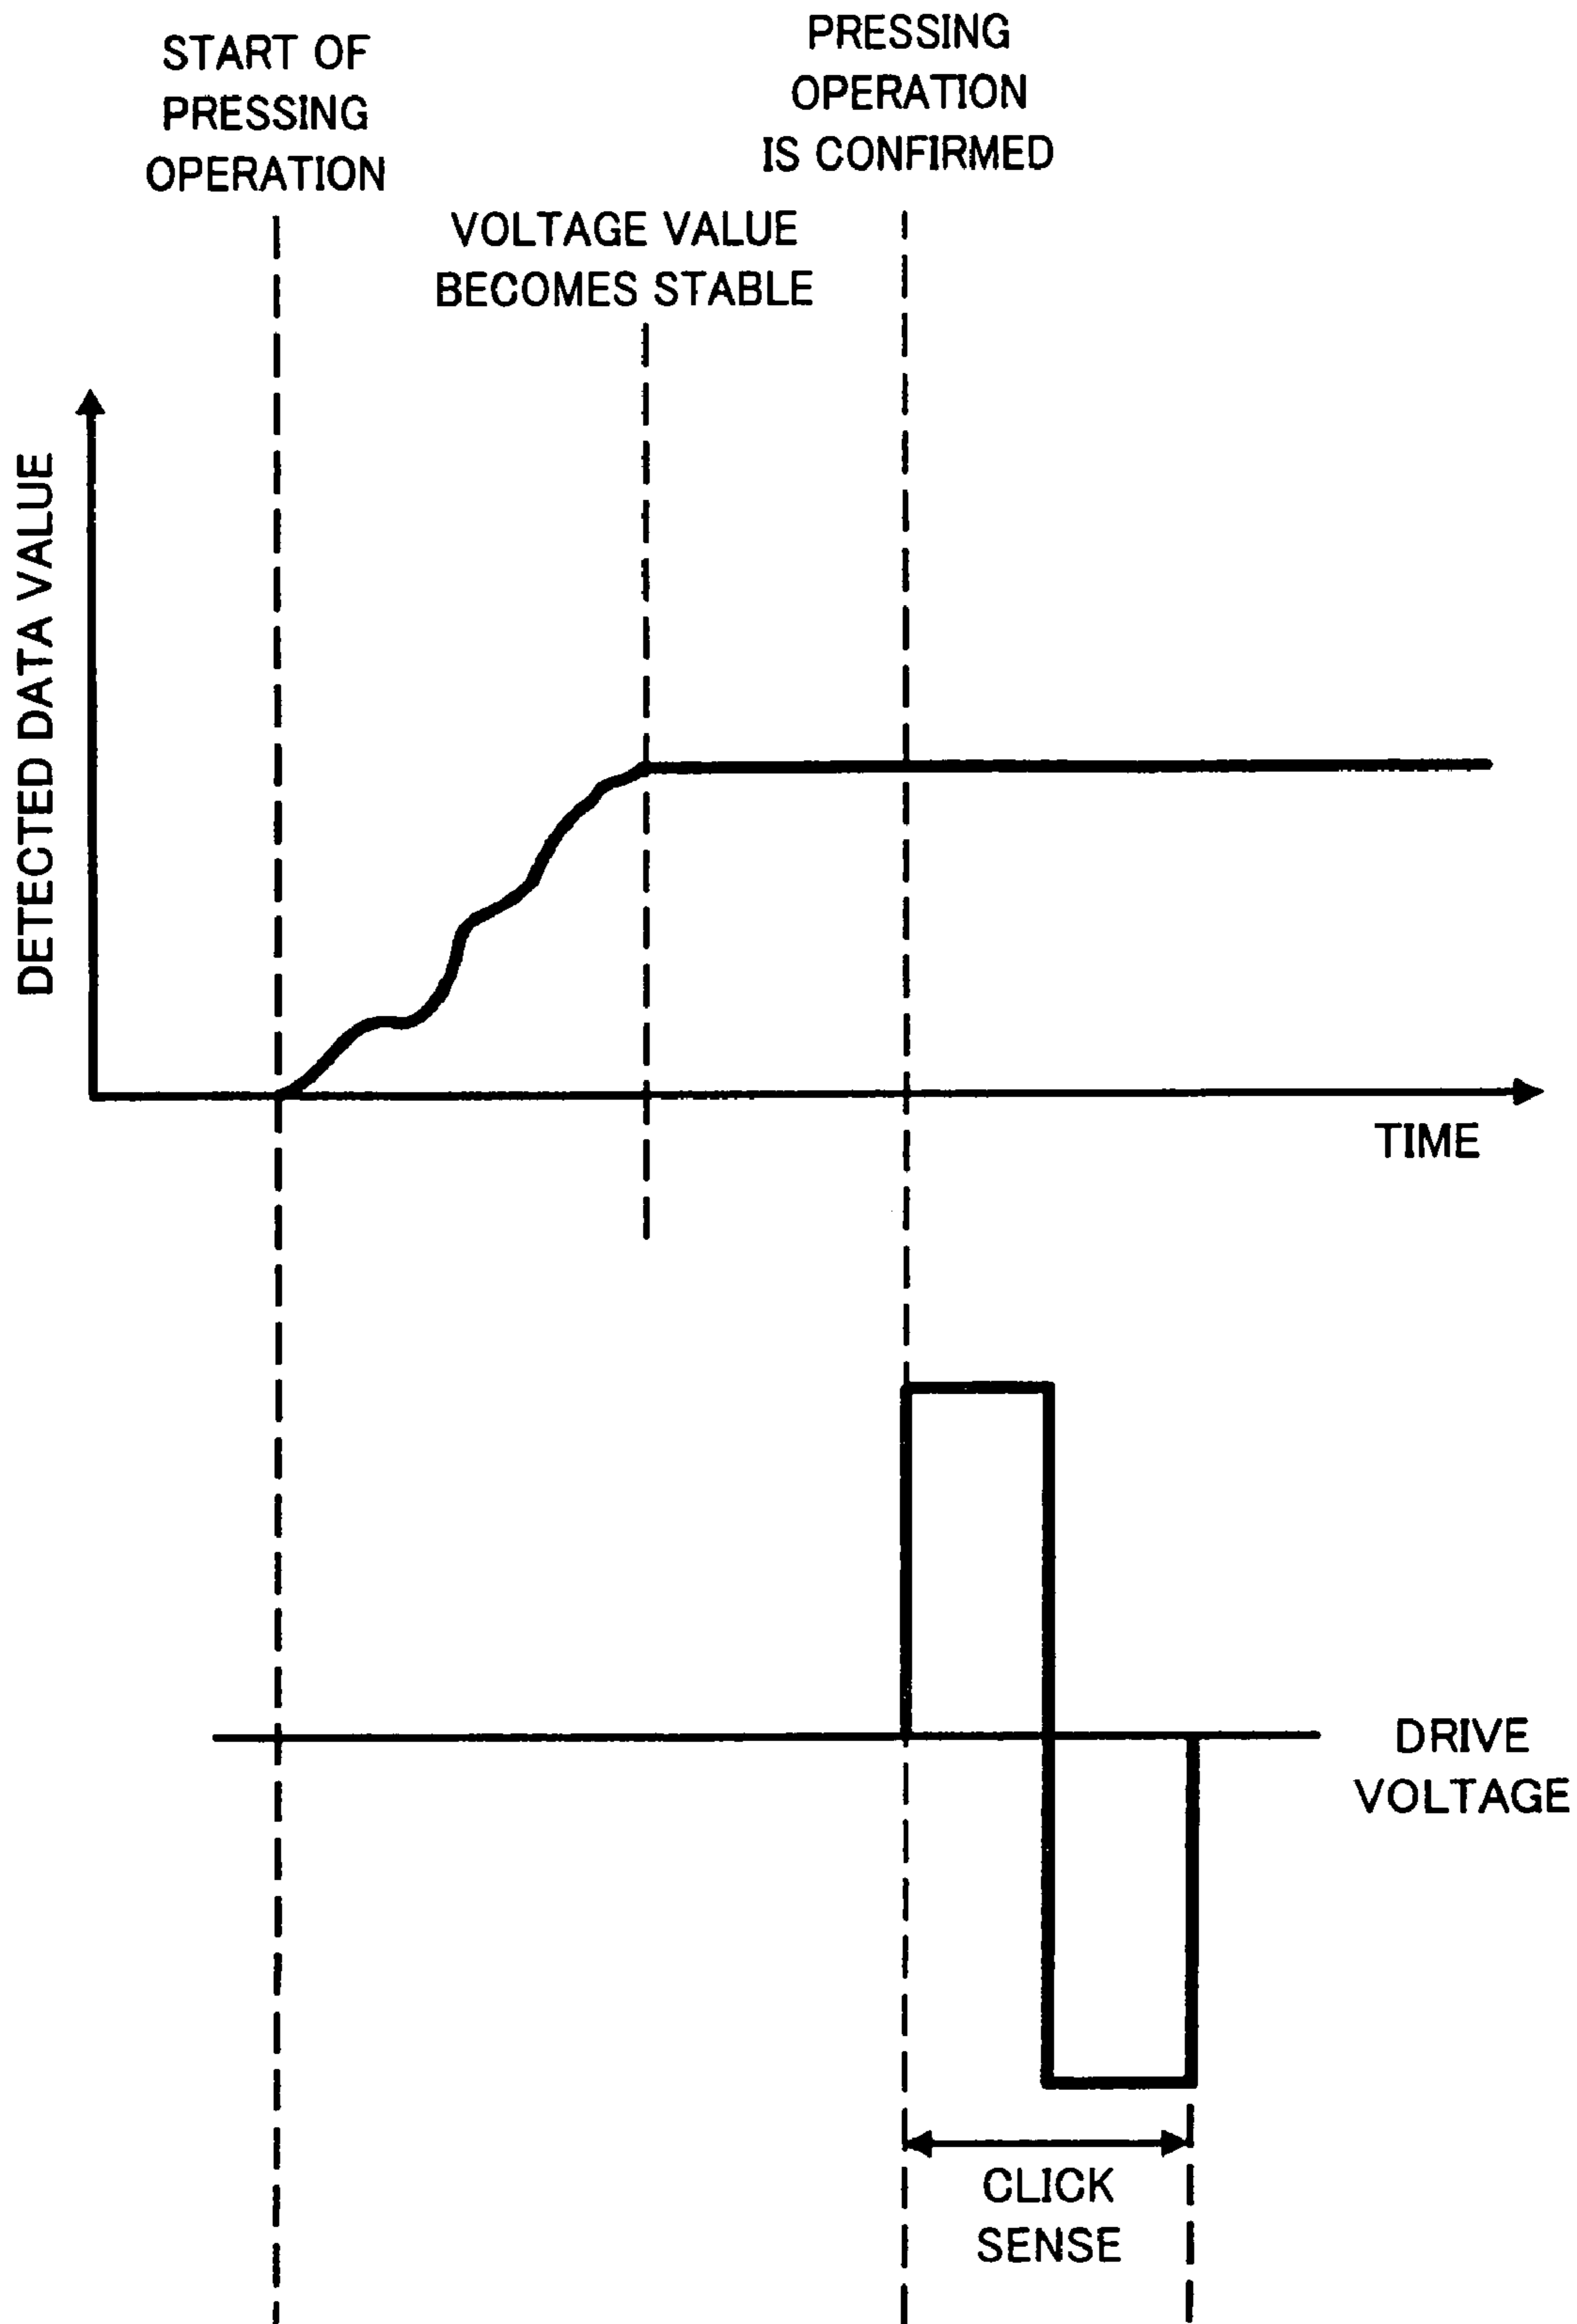 START OF
PRESSING
OPERATION
PRESSING
OPERATION
IS CONFIRMED
VOLTAGE VALUE
BECOMES STABLE
DETECTED DATA VALUE
TIME
DRIVE
VOLTAGE
CLICK
SENSE